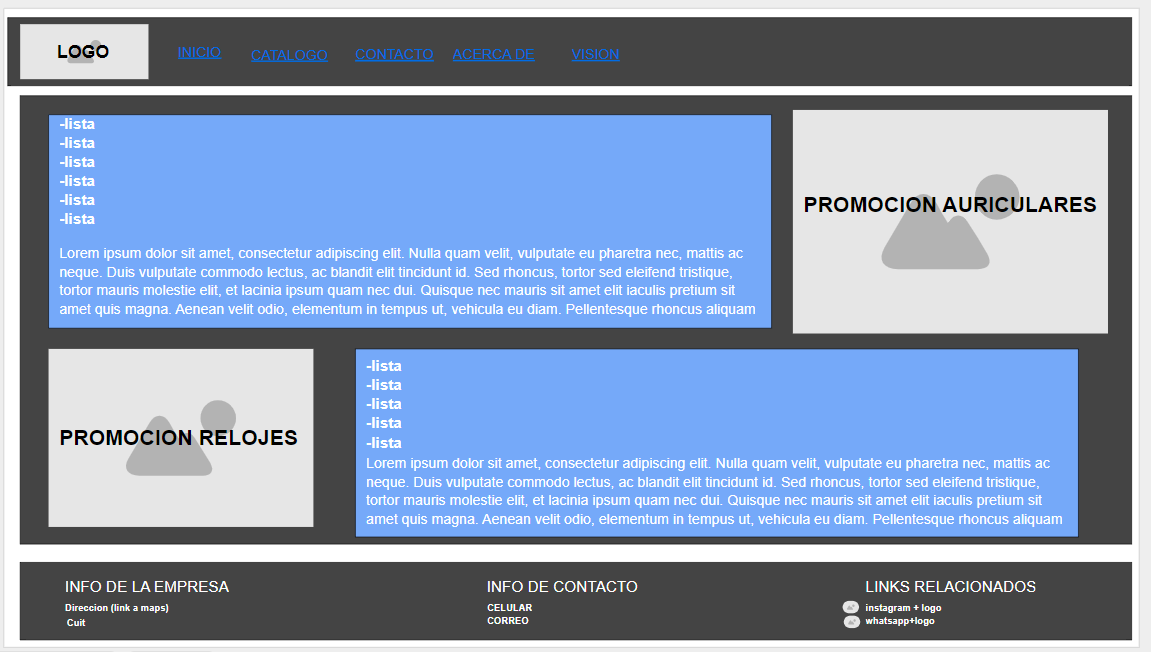 LOGO
INICIO
CATALOGO
CONTACTO
ACERCA DE
VISION
-lista
-lista
-lista
-lista
-lista
-lista
Lorem ipsum dolor sit amet, consectetur adipiscing elit. Nulla quam velit, vulputate eu pharetra nec, mattis ac
neque. Duis vulputate commodo lectus, ac blandit elit tincidunt id. Sed rhoncus, tortor sed eleifend tristique,
tortor mauris molestie elit, et lacinia ipsum quam nec dui. Quisque nec mauris sit amet elit iaculis pretium sit
amet quis magna. Aenean velit odio, elementum in tempus ut, vehicula eu diam. Pellentesque rhoncus aliquam
PROMOCION AURICULARES
PROMOCION RELOJES
-lista
-lista
-lista
-lista
-lista
Lorem ipsum dolor sit amet, consectetur adipiscing elit. Nulla quam velit, vulputate eu pharetra nec, mattis ac
neque. Duis vulputate commodo lectus, ac blandit elit tincidunt id. Sed rhoncus, tortor sed eleifend tristique,
tortor mauris molestie elit, et lacinia ipsum quam nec dui. Quisque nec mauris sit amet elit iaculis pretium sit
amet quis magna. Aenean velit odio, elementum in tempus ut, vehicula eu diam. Pellentesque rhoncus aliquam
INFO DE LA EMPRESA
Direccion (link a maps)
Cuit
INFO DE CONTACTO
CELULAR
CORREO
LINKS RELACIONADOS
instagram + logo
whatsapp+logo